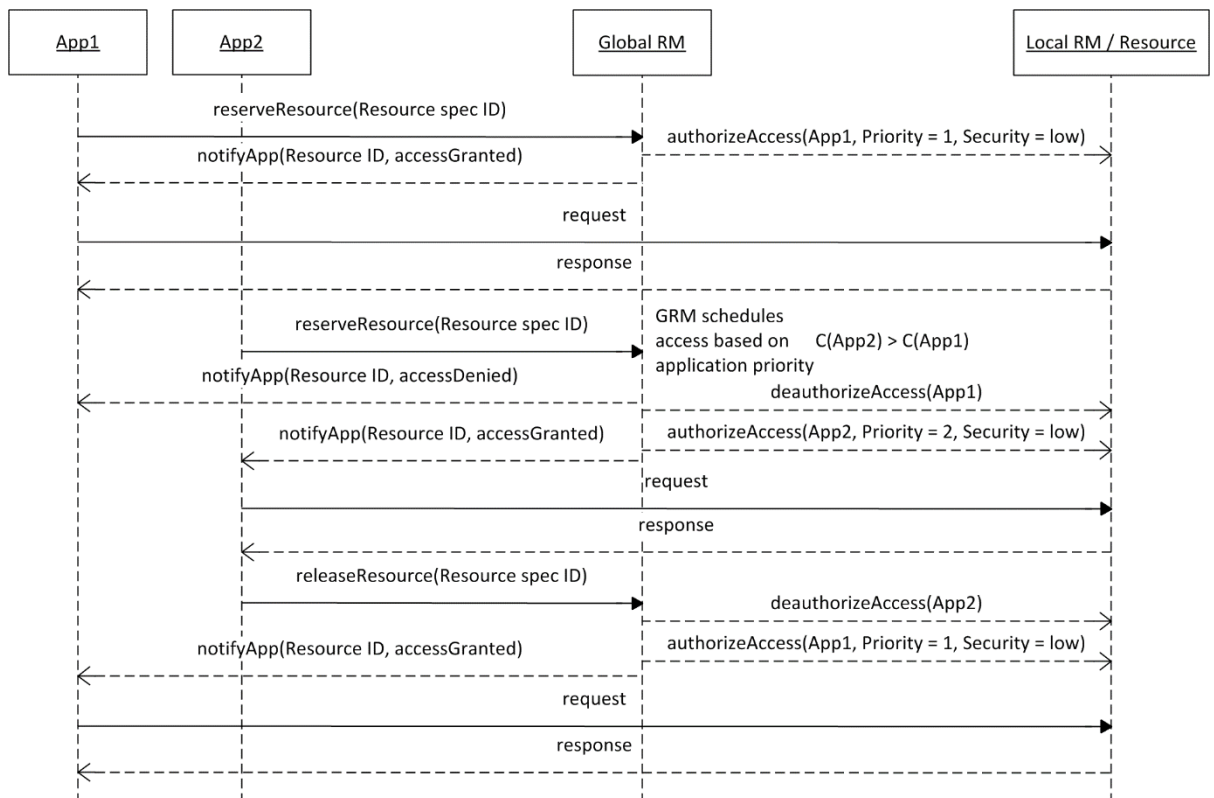 App1
App2
Global RM
Local RM / Resource
reserveResource(Resource spec ID)
authorizeAccess(App1, Priority = 1, Security = low)
notifyApp(Resource ID, accessGranted)
request
response
reserveResource(Resource spec ID)
GRM schedules
access based on C(App2) > C(App1)
application priority
notifyApp(Resource ID, accessDenied)
deauthorizeAccess(App1)
notifyApp(Resource ID, accessGranted)
authorizeAccess(App2, Priority = 2, Security = low)
request
response
releaseResource(Resource spec ID)
deauthorizeAccess(App2)
notifyApp(Resource ID, accessGranted)
authorizeAccess(App1, Priority = 1, Security = low)
request
response